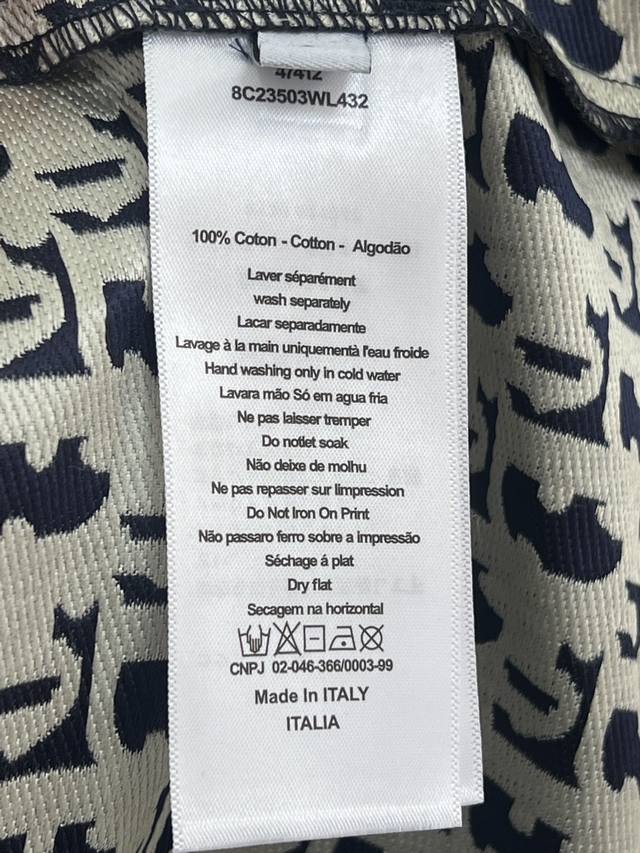 47412
8C23503WL432
100% Coton - Cotton - Algodão
Laver séparément
wash separately
Lacar separadamente
Lavage à la main uniquementà l'eau froide
Hand washing only in cold water
Lavara mão Só em agua fria
Ne pas laisser tremper
Do notlet soak
Não deixe de molhu
Ne pas repasser sur limpression
Do Not Iron On Print
Não passaro ferro sobre a impressão
Séchage á plat
Dry flat
Secagem na horizontal
CNPJ 02-046-366/0003-99
Made In ITALY
ITALIA